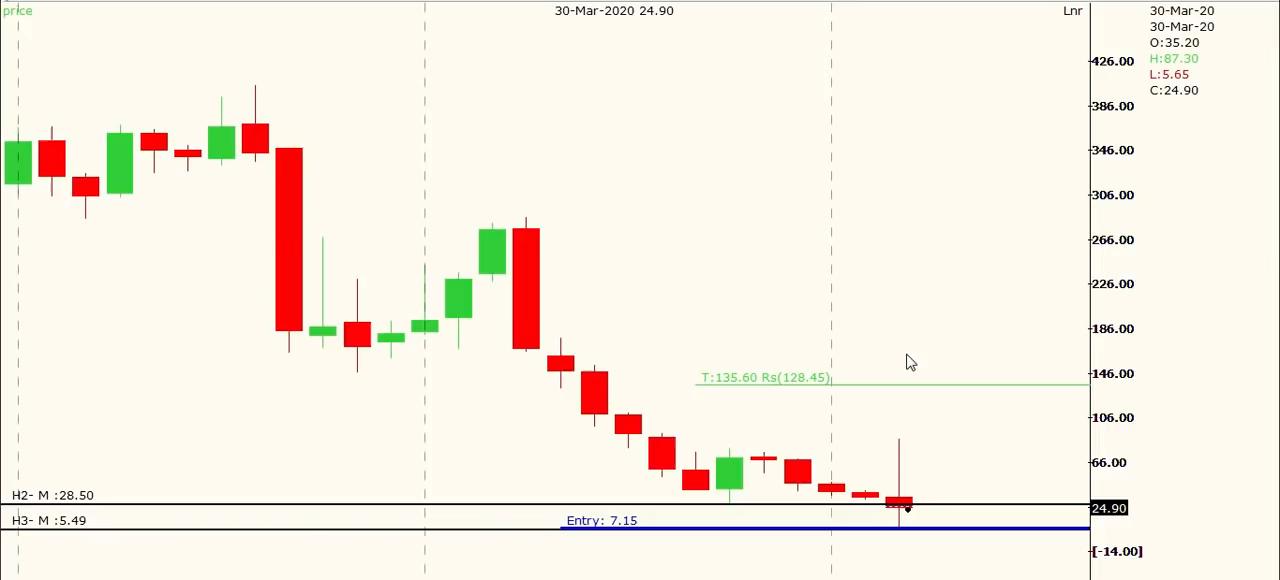 price
30-Mar-2020 24.90
Lnr
30-Mar-20
30-Mar-20
O:35.20
H:87.30
L:5.65
C:24.90
426.00
386.00
346.00
306.00
266.00
226.00
186.00
146.00
106.00
66.00
24.90
[-14.00]
T:135.60 Rs(128.45)
H2- M :28.50
H3- M :5.49
Entry: 7.15